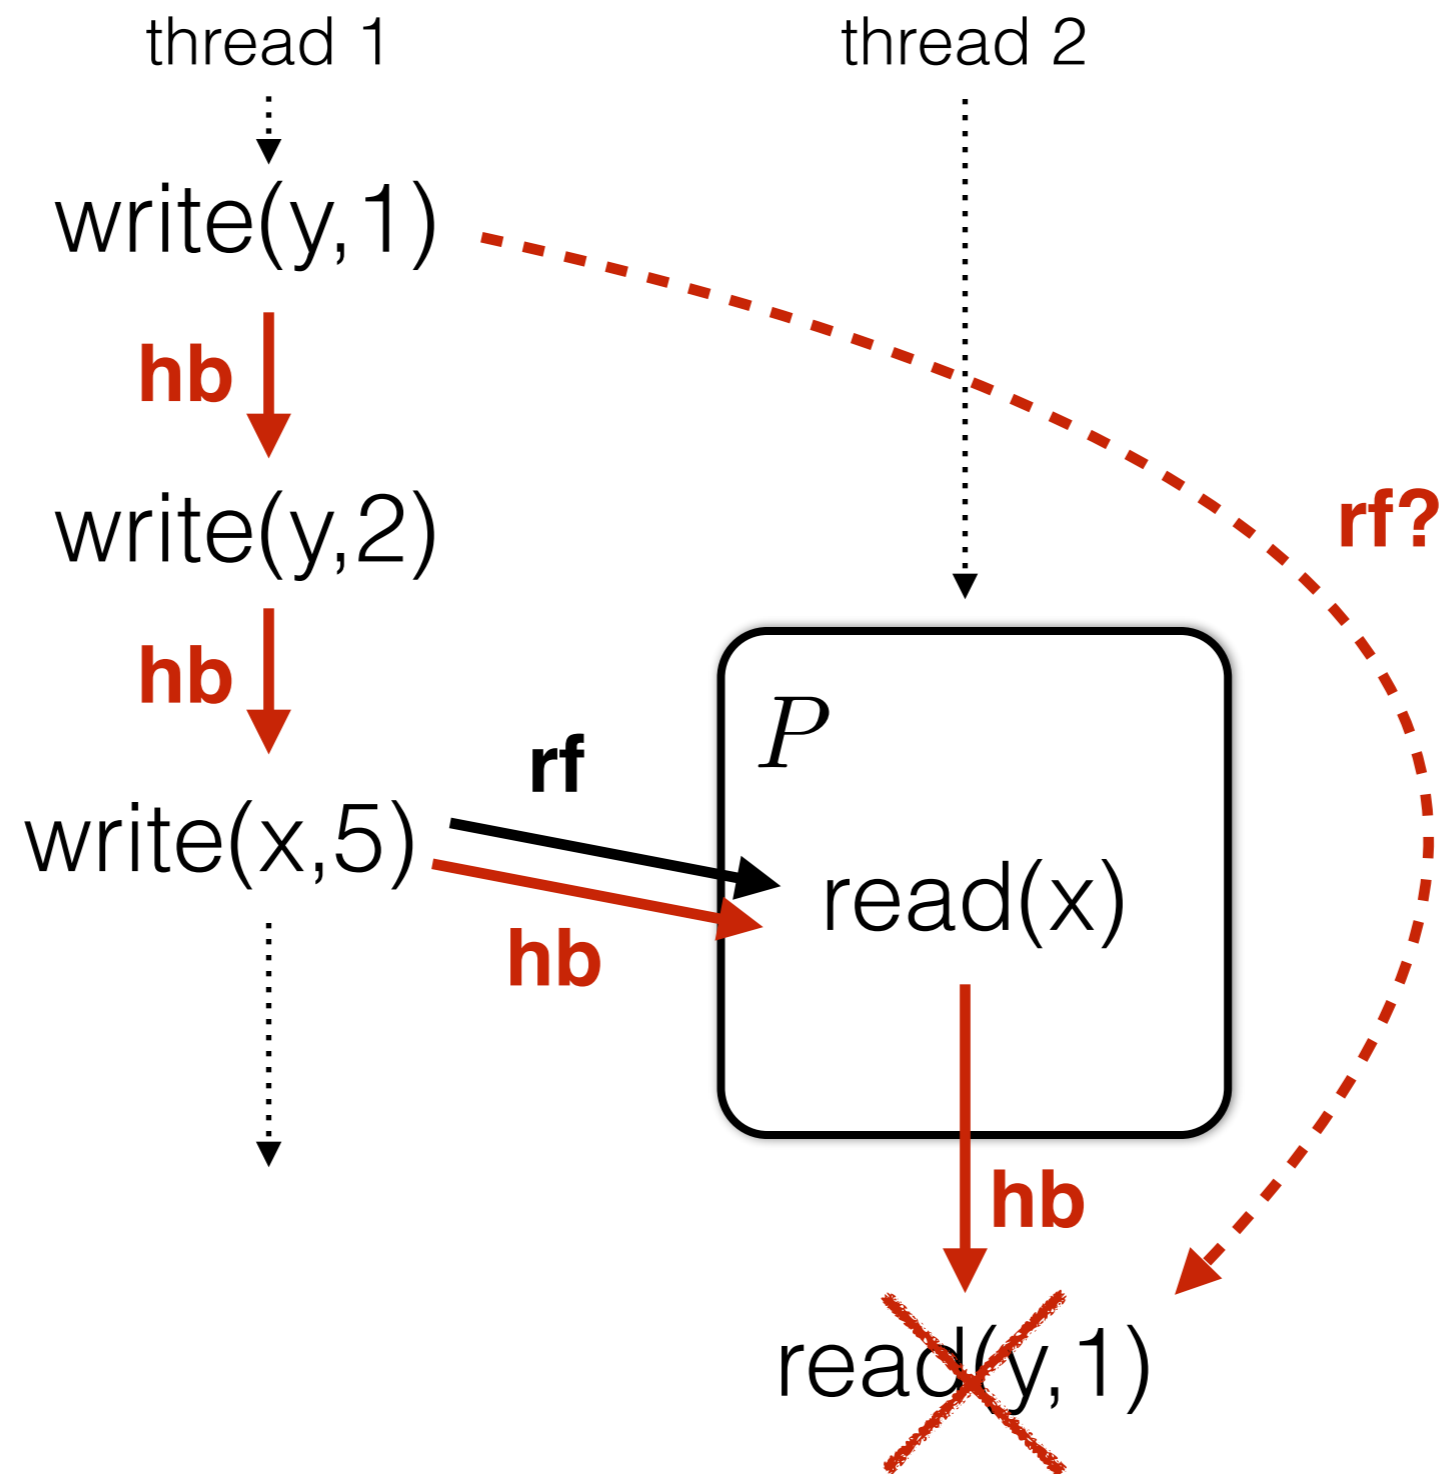 thread 1
thread 2
write(y,1)
hb
write(y,2)
rf?
hb
P
rf
write(x,5)
read(x)
hb
hb
read(y,1)